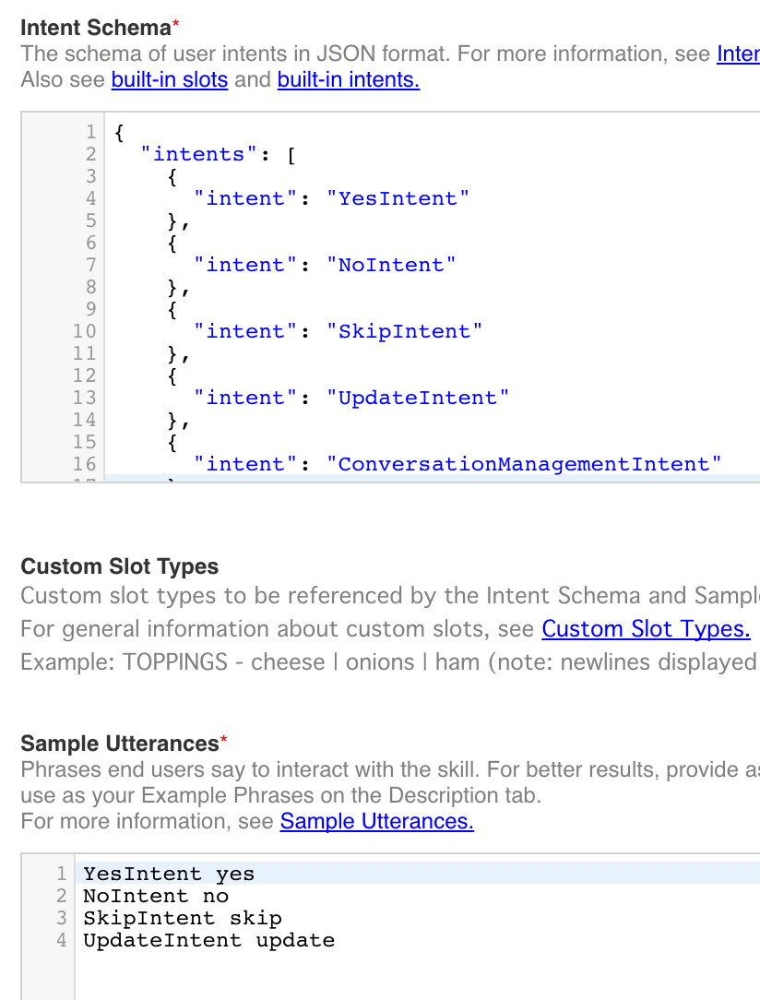 Intent Schema*
The schema of user intents in JSON format. For more information, see
Also see built-in slots and built-in intents.
1 {
2 "intents": [
3 {
4 "intent": "YesIntent"
5 },
6 {
7 "intent": "NoIntent"
8 },
9 {
10 "intent": "SkipIntent"
11 },
12 {
13 "intent": "UpdateIntent"
14 },
15 {
16 "intent": "ConversationManagementIntent"
Custom Slot Types
Custom slot types to be referenced by the Intent Schema and
For general information about custom slots, see Custom Slot Types.
Example: TOPPINGS - cheese | onions | ham (note: newlines displayed
Sample Utterances*
Phrases end users say to interact with the skill. For better results, provide
use as your Example Phrases on the Description tab.
For more information, see Sample Utterances.
1 YesIntent yes
2 NoIntent no
3 SkipIntent skip
4 UpdateIntent update